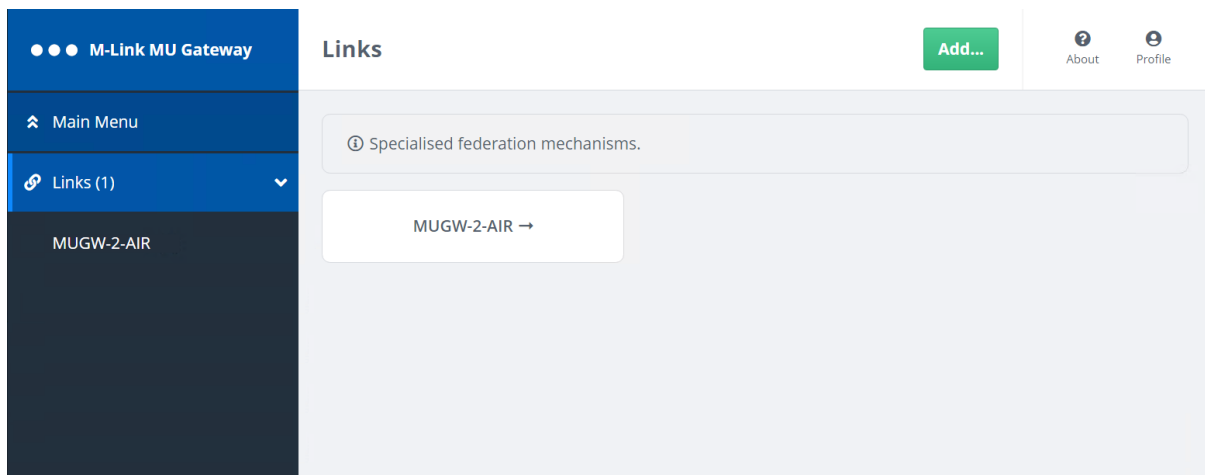 M-Link MU Gateway
Main Menu
Links (1)
MUGW-2-AIR
Links
Add...
About
Profile
Specialised federation mechanisms.
MUGW-2-AIR →